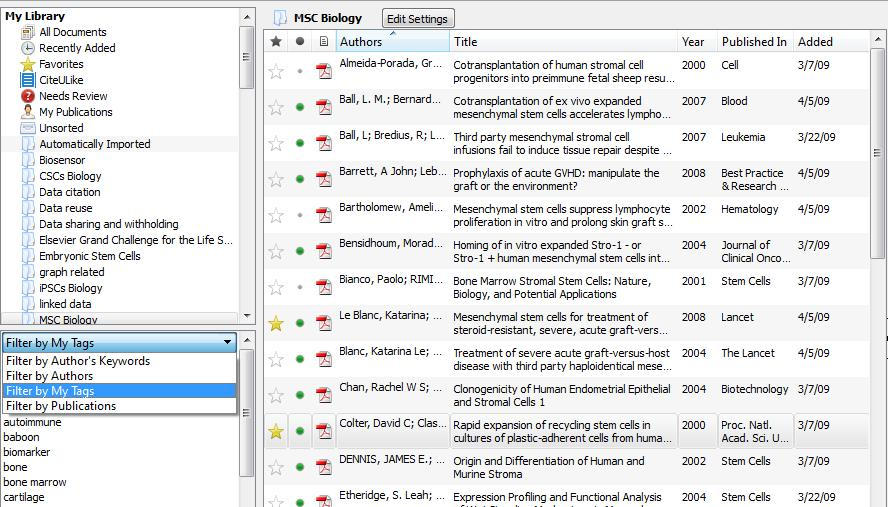 My Library
All Documents
Recently Added
Favorites
CiteULike
Needs Review
My Publications
Unsorted
Automatically Imported
Biosensor
CSCs Biology
Data citation
Data reuse
Data sharing and withholding
Elsevier Grand Challenge for the Life S...
Embryonic Stem Cells
graph related
iPSCs Biology
linked data
MSC Biology
Filter by My Tags
Filter by Author's Keywords
Filter by Authors
Filter by My Tags
Filter by Publications
autoimmune
baboon
biomarker
bone
bone marrow
cartilage
MSC Biology Edit Settings
Authors Title Year Published In Added
Almeida-Porada, Gr... Cotransplantation of human stromal cell 2000 Cell 3/7/09
progenitors into preimmune fetal sheep resu...
Ball, L. M.; Bernard... Cotransplantation of ex vivo expanded 2007 Blood 4/5/09
mesenchymal stem cells accelerates lympho...
Ball, L; Bredius, R; L... Third party mesenchymal stromal cell 2007 Leukemia 3/22/09
infusions fail to induce tissue repair despite ...
Barrett, A John; Leb... Prophylaxis of acute GVHD: manipulate the 2008 Best Practice 4/5/09
graft or the environment? & Research ...
Bartholomew, Ameli... Mesenchymal stem cells suppress lymphocyte 2002 Hematology 4/5/09
proliferation in vitro and prolong skin graft s...
Bensidhoum, Morad... Homing of in vitro expanded Stro-1 - or 2004 Journal of 3/7/09
Stro-1 + human mesenchymal stem cells int... Clinical Onco...
Bianco, Paolo; RIMI... Bone Marrow Stromal Stem Cells: Nature, 2001 Stem Cells 3/7/09
Biology, and Potential Applications
Le Blanc, Katarina; ... Mesenchymal stem cells for treatment of 2008 Lancet 4/5/09
steroid-resistant, severe, acute graft-vers...
Blanc, Katarina Le; ... Treatment of severe acute graft-versus-host 2004 The Lancet 4/5/09
disease with third party haploidentical mese...
Chan, Rachel W S; ... Clonogenicity of Human Endometrial Epithelial 2004 Biotechnology 3/7/09
and Stromal Cells 1
Colter, David C; Clas... Rapid expansion of recycling stem cells in 2000 Proc. Natl. 3/7/09
cultures of plastic-adherent cells from huma... Acad. Sci. U...
DENNIS, JAMES E.; ... Origin and Differentiation of Human and 2002 Stem Cells 3/7/09
Murine Stroma
Etheridge, S. Leah; ... Expression Profiling and Functional Analysis 2004 Stem Cells 3/22/09